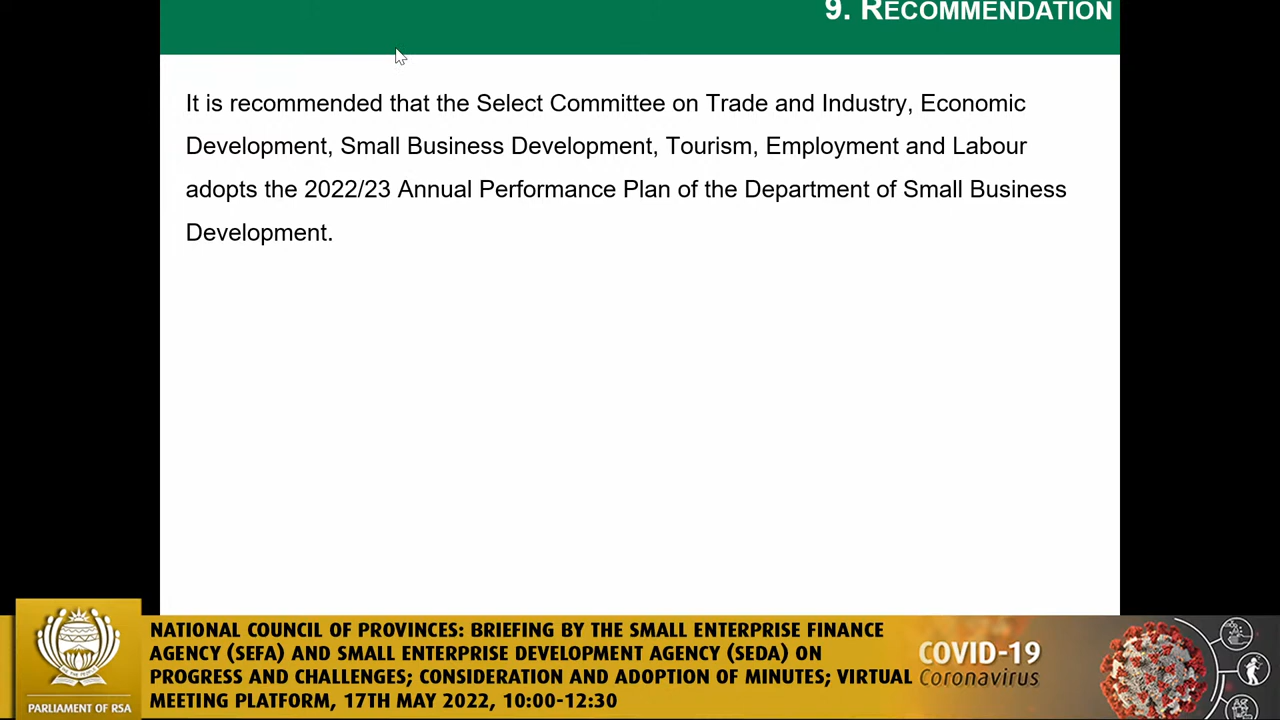 9. RECOMMENDATION
It is recommended that the Select Committee on Trade and Industry, Economic
Development, Small Business Development, Tourism, Employment and Labour
adopts the 2022/23 Annual Performance Plan of the Department of Small Business
Development.
NATIONAL COUNCIL OF PROVINCES: BRIEFING BY THE SMALL ENTERPRISE FINANCE
AGENCY (SEFA) AND SMALL ENTERPRISE DEVELOPMENT AGENCY (SEDA) ON
PROGRESS AND CHALLENGES; CONSIDERATION AND ADOPTION OF MINUTES; VIRTUAL
MEETING PLATFORM, 17TH MAY 2022, 10:00-12:30
PARLIAMENT OF RSA
COVID-19
Coronavirus